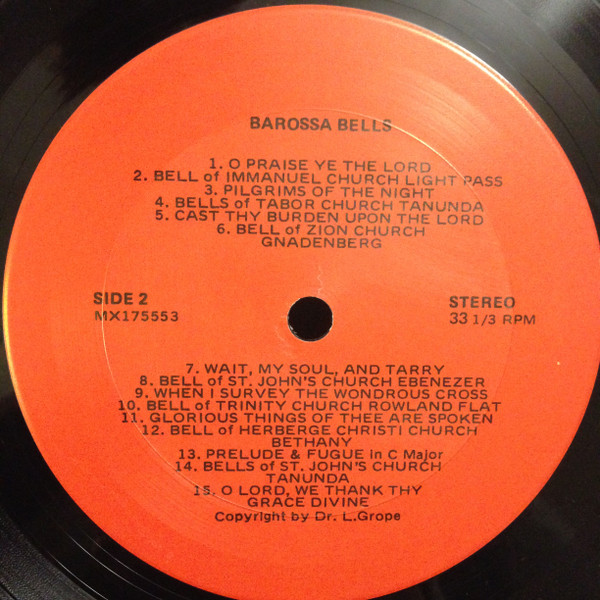 BAROSSA BELLS
1. O PRAISE YE THE LORD
2. BELL of IMMANUEL CHURCH LIGHT PASS
3. PILGRIMS OF THE NIGHT
4. BELLS of TABOR CHURCH TANUNDA
5. CAST THY BURDEN UPON THE LORD
6. BELL of ZION CHURCH
GNADENBERG
SIDE 2
MX175553
STEREO
33 1/3 RPM
7. WAIT, MY SOUL, AND TARRY
8. BELL of ST. JOHN'S CHURCH EBENEZER
9. WHEN I SURVEY THE WONDROUS CROSS
10. BELL of TRINITY CHURCH ROWLAND FLAT
11. GLORIOUS THINGS OF THEE ARE SPOKEN
12. BELL of HERBERGE CHRISTI CHURCH
BETHANY
13. PRELUDE & FUGUE in C Major
14. BELLS of ST. JOHN'S CHURCH
TANUNDA
15. O LORD, WE THANK THY
GRACE DIVINE
Copyright by Dr. L.Grope